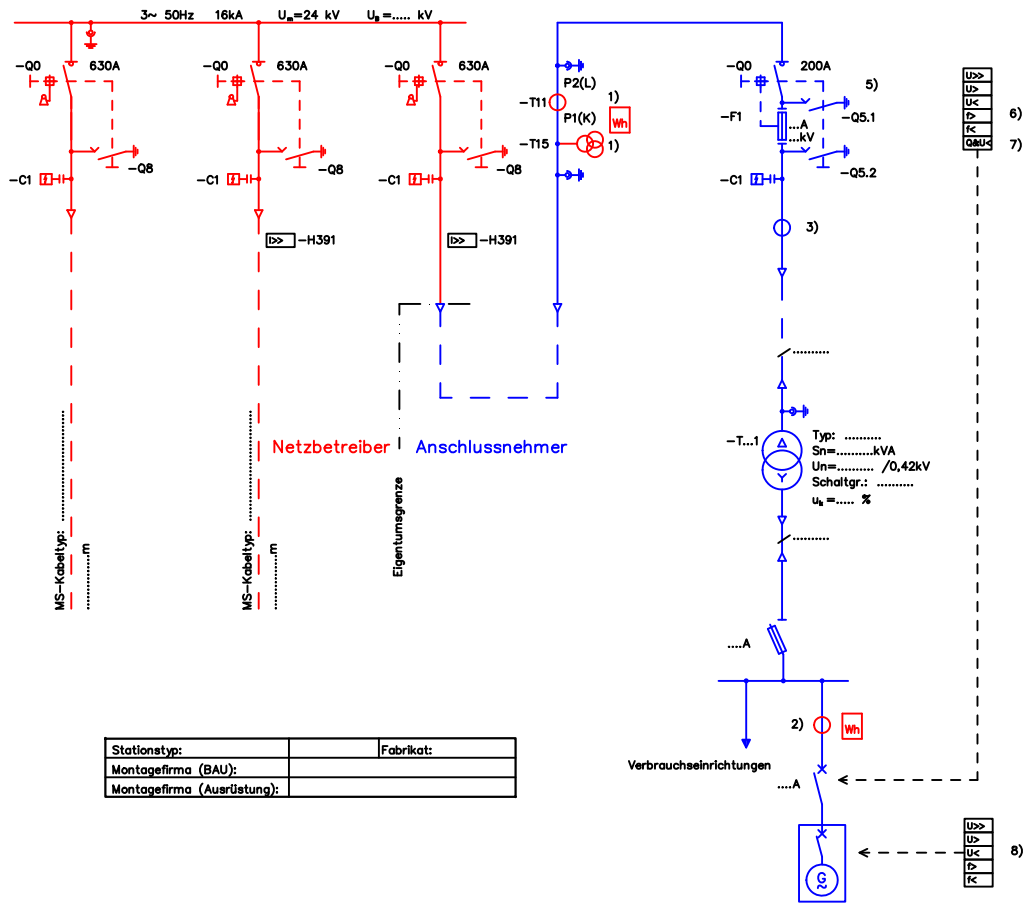 3~ 50Hz 16kA Um=24 kV UB=..... kV
-Q0 630A
-Q0 630A
-Q0 630A
-Q0 200A
P2(L)
-T11
1)
P1(K)
Wh
-T15
1)
-F1
...A
...kV
5)
-Q5.1
-Q5.2
U>>
U>
U<
f>
f<
Q&U<
6)
7)
-Q8
-Q8
-Q8
-C1
-C1
-C1
-C1
I>> -H391
I>> -H391
3)
..........
Netzbetreiber
Anschlussnehmer
Eigentumsgrenze
-T...1
Typ: ..........
Sn=..........kVA
Un=.......... /0,42kV
Schaltgr.: ..........
uk=..... %
..........
MS-Kabeltyp: ..............................
...............m
MS-Kabeltyp: ..............................
...............m
....A
2)
Wh
Verbrauchseinrichtungen
....A
G
~
U>>
U>
U<
f>
f<
8)
Stationstyp:
Fabrikat:
Montagefirma (BAU):
Montagefirma (Ausrüstung):